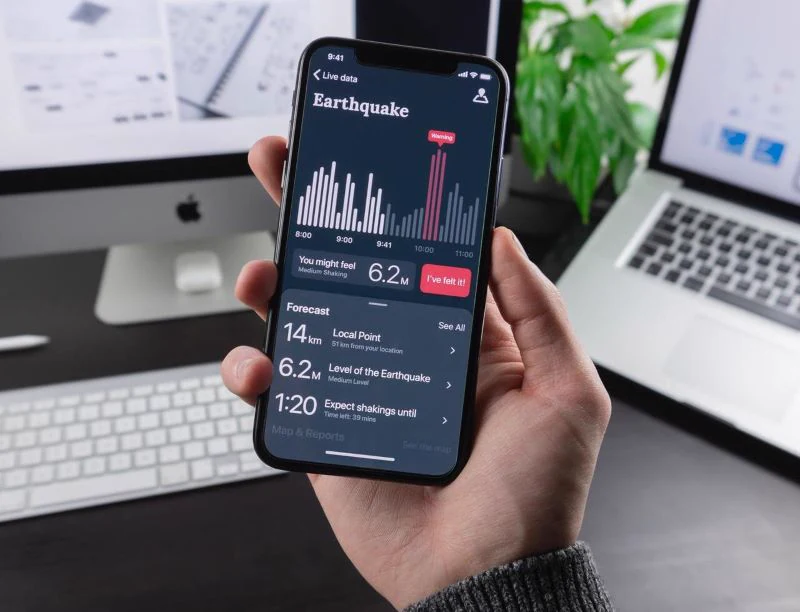 9:41
Live data
Earthquake
Warning
8:00 9:00 9:41 10:00 11:00
You might feel
Medium Shaking
6.2M
I've felt it!
Forecast
See All
14km
Local Point
51 km from your location
6.2M
Level of the Earthquake
Medium Level
1:20
Expect shakings until
Time left: 39 mins
Map & Reports
See the map